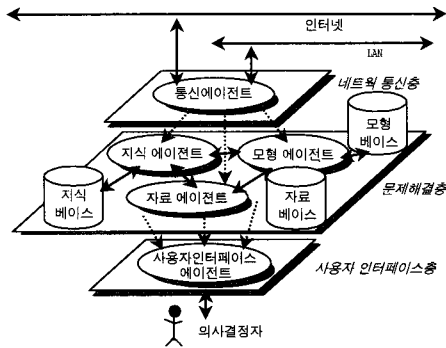 인터넷
LAN
통신에이전트
네트웍 통신층
모형
베이스
지식 에이전트
모형 에이전트
지식
베이스
자료 에이전트
자료
베이스
문제해결층
사용자인터페이스
에이전트
사용자 인터페이스층
의사결정자